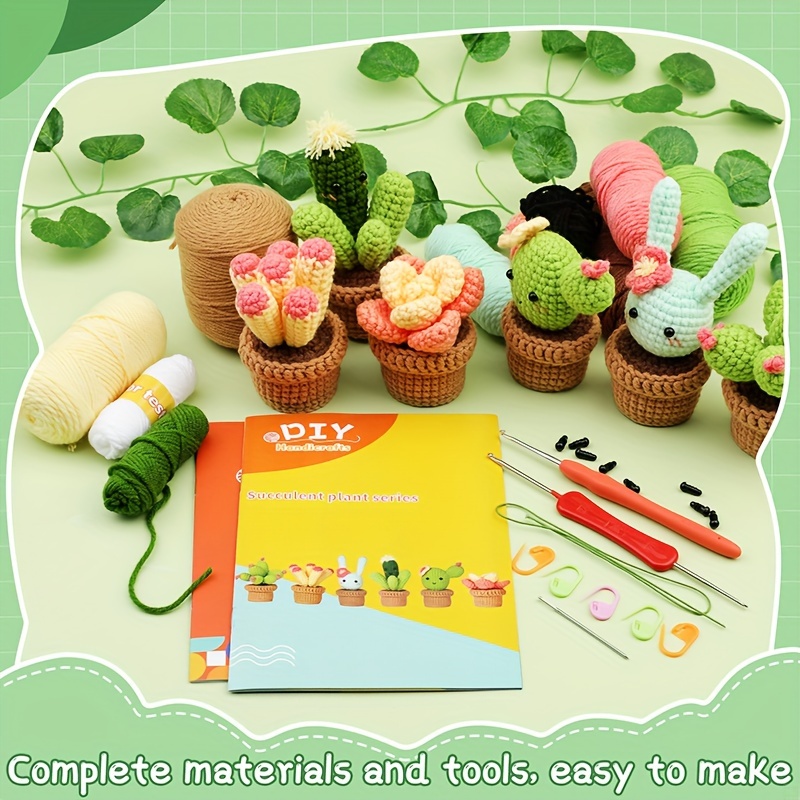 DIY
Handicrafts
Succulent plant series
Complete materials and tools. easy to make